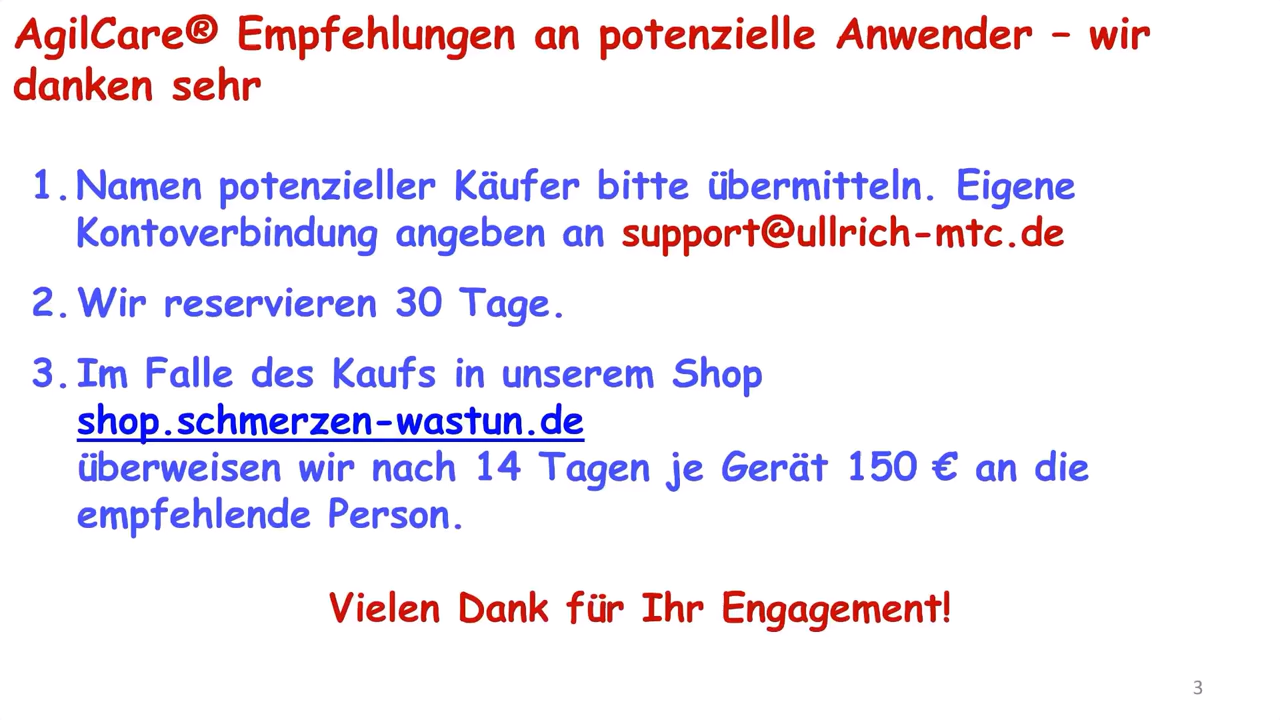 AgilCare® Empfehlungen an potenzielle Anwender – wir
danken sehr
1. Namen potenzieller Käufer bitte übermitteln. Eigene
Kontoverbindung angeben an support@ullrich-mtc.de
2. Wir reservieren 30 Tage.
3. Im Falle des Kaufs in unserem Shop
shop.schmerzen-wastun.de
überweisen wir nach 14 Tagen je Gerät 150 € an die
empfehlende Person.
Vielen Dank für Ihr Engagement!
3